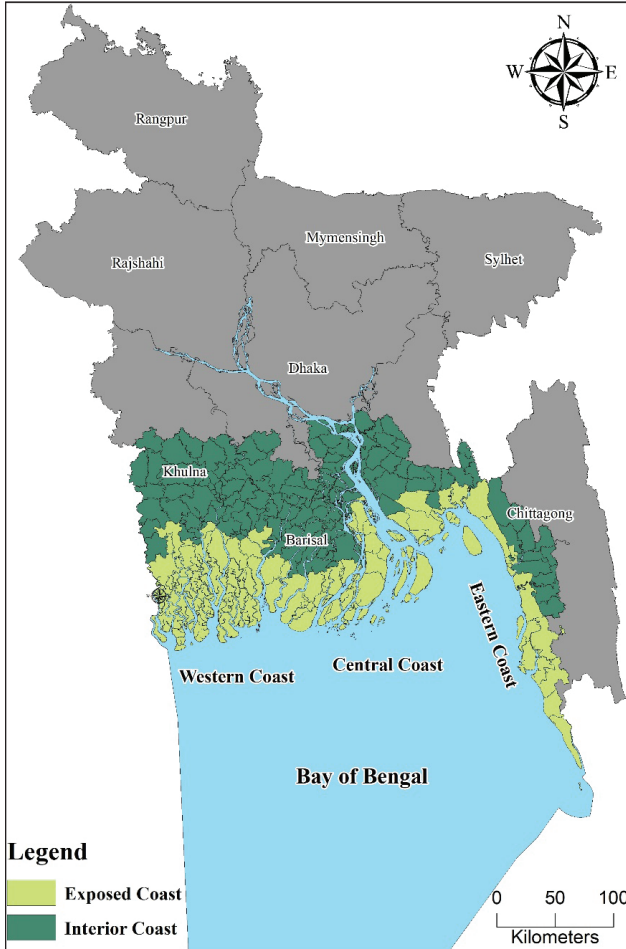 N
W E
S
Rangpur
Mymensingh
Rajshahi
Sylhet
Dhaka
Khulna
Chittagong
Barisal
Eastern Coast
Western Coast
Central Coast
Bay of Bengal
Legend
Exposed Coast
Interior Coast
0 50 100
Kilometers